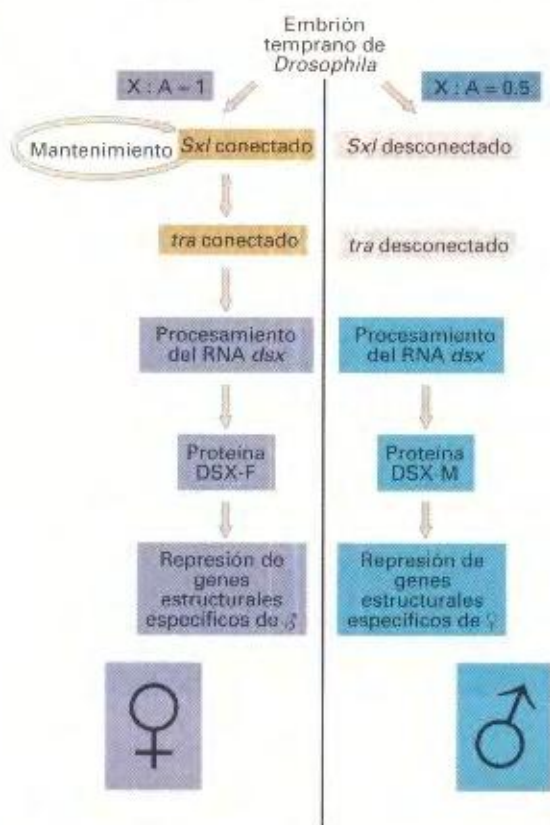 Embrión
temprano de
Drosophila
X : A = 1
X : A = 0.5
Mantenimiento
Sxl conectado
Sxl desconectado
tra conectado
tra desconectado
Procesamiento
del RNA dsx
Procesamiento
del RNA dsx
Proteína
DSX-F
Proteína
DSX-M
Represión de
genes
estructurales
específicos de ♂
Represión de
genes
estructurales
específicos de ♀
♀
♂